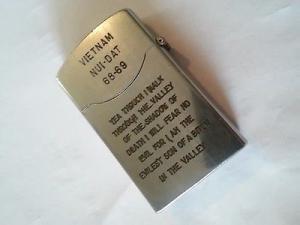 VIETNAM
NUI-DAT
68-69
YEA THOUGH I WALK
THROUGH THE VALLEY
OF THE SHADOW OF
DEATH I WILL FEAR NO
EVIL FOR I AM THE
EVILEST SON OF A BITCH
IN THE VALLEY